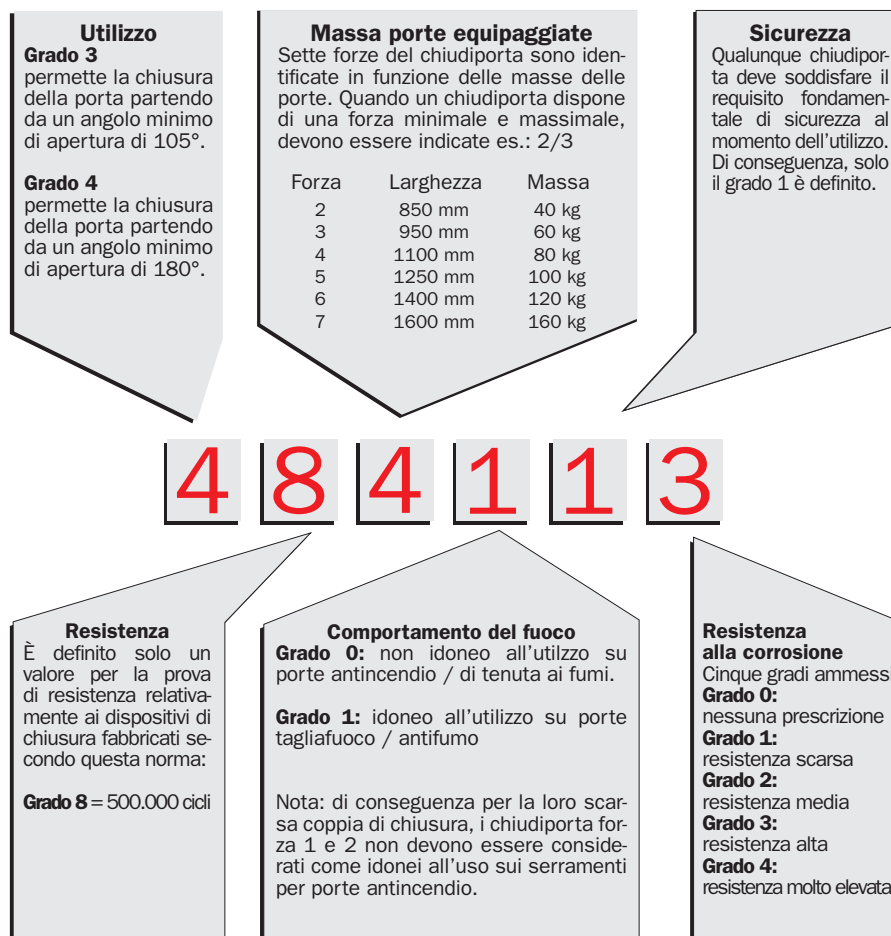 Utilizzo
Grado 3
permette la chiusura
della porta partendo
da un angolo minimo
di apertura di 105°.
Grado 4
permette la chiusura
della porta partendo
da un angolo minimo
di apertura di 180°.
Massa porte equipaggiate
Sette forze del chiudiporta sono iden-
tificate in funzione delle masse delle
porte. Quando un chiudiporta dispone
di una forza minimale e massimale,
devono essere indicate es.: 2/3
Forza Larghezza Massa
2 850 mm 40 kg
3 950 mm 60 kg
4 1100 mm 80 kg
5 1250 mm 100 kg
6 1400 mm 120 kg
7 1600 mm 160 kg
Sicurezza
Qualunque chiudipor-
ta deve soddisfare il
requisito fondamen-
tale di sicurezza al
momento dell'utilizzo.
Di conseguenza, solo
il grado 1 è definito.
4 8 4 1 1 3
Resistenza
È definito solo un
valore per la prova
di resistenza relativa-
mente ai dispositivi di
chiusura fabbricati se-
condo questa norma:
Grado 8 = 500.000 cicli
Comportamento del fuoco
Grado 0: non idoneo all'utilzzo su
porte antincendio / di tenuta ai fumi.
Grado 1: idoneo all'utilizzo su porte
tagliafuoco / antifumo
Nota: di conseguenza per la loro scar-
sa coppia di chiusura, i chiudiporta for-
za 1 e 2 non devono essere conside-
rati come idonei all'uso sui serramenti
per porte antincendio.
Resistenza
alla corrosione
Cinque gradi ammessi
Grado 0:
nessuna prescrizione
Grado 1:
resistenza scarsa
Grado 2:
resistenza media
Grado 3:
resistenza alta
Grado 4:
resistenza molto elevata